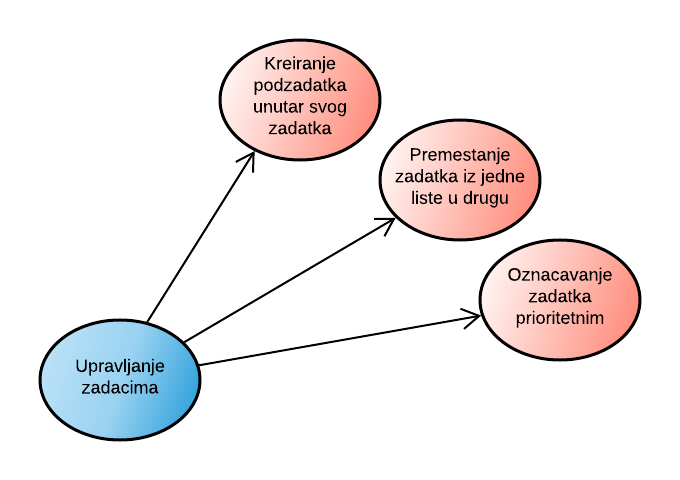 Kreiranje
podzadatka
unutar svog
zadatka
Premestanje
zadatka iz jedne
liste u drugu
Oznacavanje
zadatka
prioritetnim
Upravljanje
zadacima